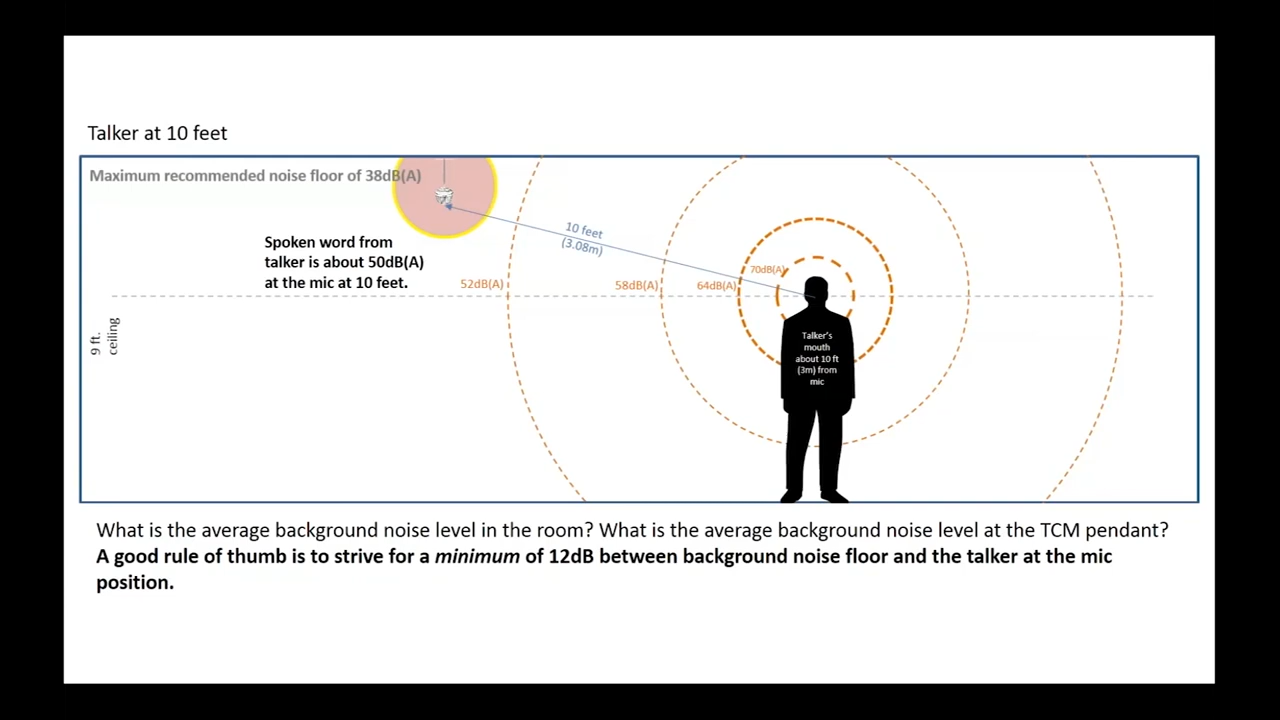 Talker at 10 feet
Maximum recommended noise floor of 38dB(A)
Spoken word from
talker is about 50dB(A)
at the mic at 10 feet.
10 feet
(3.08m)
52dB(A)
58dB(A)
64dB(A)
70dB(A)
9 ft.
ceiling
Talker's
mouth
about 10 ft
(3m) from
mic
What is the average background noise level in the room? What is the average background noise level at the TCM pendant?
A good rule of thumb is to strive for a minimum of 12dB between background noise floor and the talker at the mic
position.